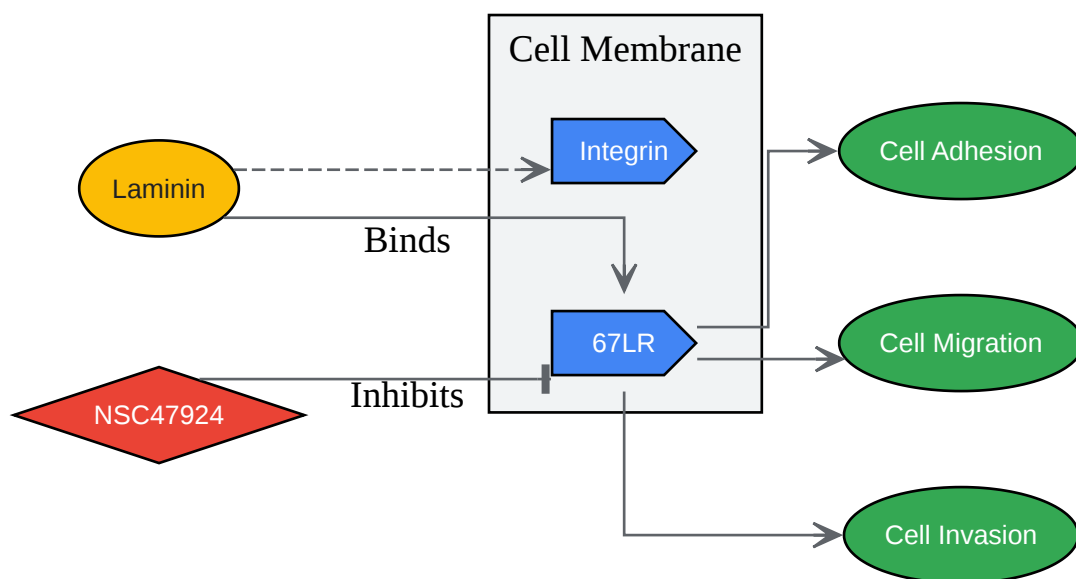 Cell Membrane
Integrin
Cell Adhesion
Laminin
Binds
67LR
Cell Migration
Inhibits
NSC47924
Cell Invasion